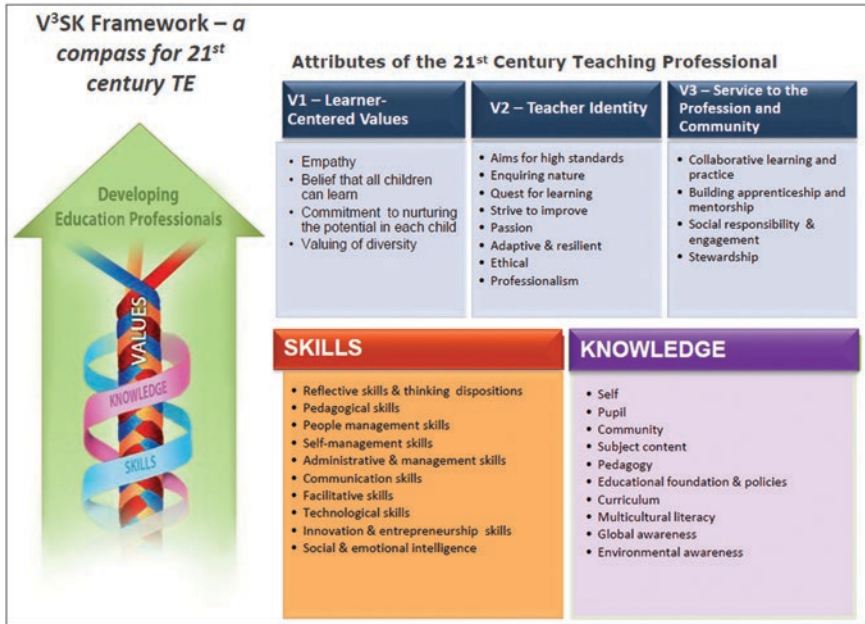 V³SK Framework – a
compass for 21st
century TE
Developing
Education Professionals
VALUES
KNOWLEDGE
SKILLS
Attributes of the 21st Century Teaching Professional
V1 – Learner-
Centered Values
• Empathy
• Belief that all children
can learn
• Commitment to nurturing
the potential in each child
• Valuing of diversity
V2 – Teacher Identity
• Aims for high standards
• Enquiring nature
• Quest for learning
• Strive to improve
• Passion
• Adaptive & resilient
• Ethical
• Professionalism
V3 – Service to the
Profession and
Community
• Collaborative learning and
practice
• Building apprenticeship and
mentorship
• Social responsibility &
engagement
• Stewardship
SKILLS
• Reflective skills & thinking dispositions
• Pedagogical skills
• People management skills
• Self-management skills
• Administrative & management skills
• Communication skills
• Facilitative skills
• Technological skills
• Innovation & entrepreneurship skills
• Social & emotional intelligence
KNOWLEDGE
• Self
• Pupil
• Community
• Subject content
• Pedagogy
• Educational foundation & policies
• Curriculum
• Multicultural literacy
• Global awareness
• Environmental awareness